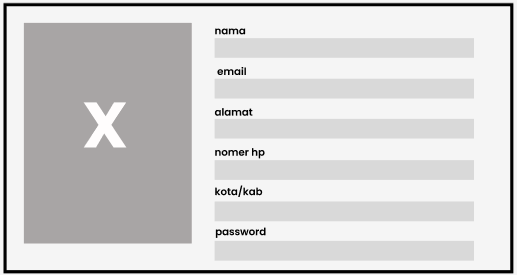 X
nama
email
alamat
nomer hp
kota/kab
password